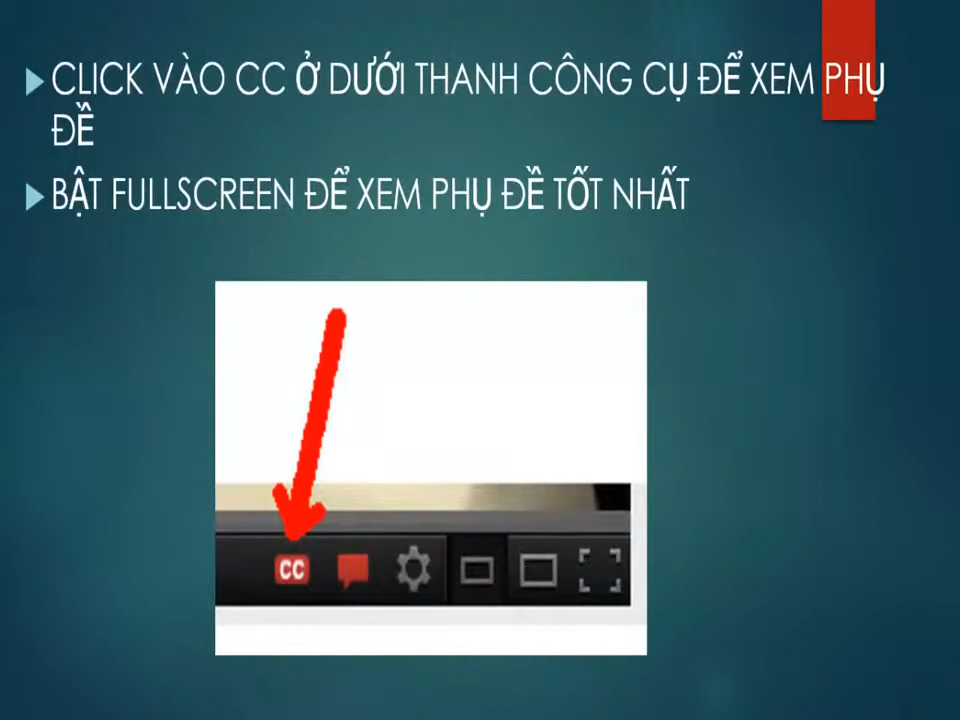 CLICK VÀO CC Ở DƯỚI THANH CÔNG CỤ ĐỂ XEM PHỤ
ĐỀ
BẬT FULLSCREEN ĐỂ XEM PHỤ ĐỀ TỐT NHẤT
CC